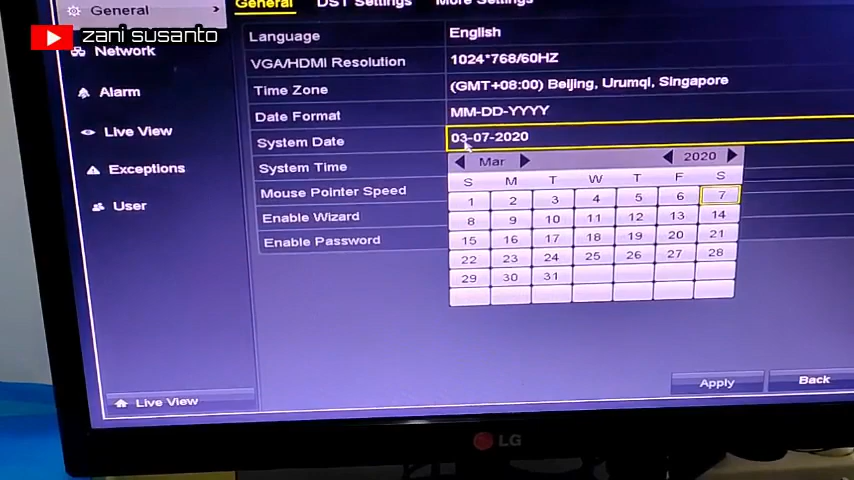 General DST Settings More Settings
General >
zani susanto
Network
Alarm
Live View
Exceptions
User
Language English
VGA/HDMI Resolution 1024*768/60HZ
Time Zone (GMT+08:00) Beijing, Urumqi, Singapore
Date Format MM-DD-YYYY
System Date 03-07-2020
System Time
Mouse Pointer Speed
Enable Wizard
Enable Password
Mar 2020
S M T W T F S
1 2 3 4 5 6 7
8 9 10 11 12 13 14
15 16 17 18 19 20 21
22 23 24 25 26 27 28
29 30 31
Apply Back
Live View
LG